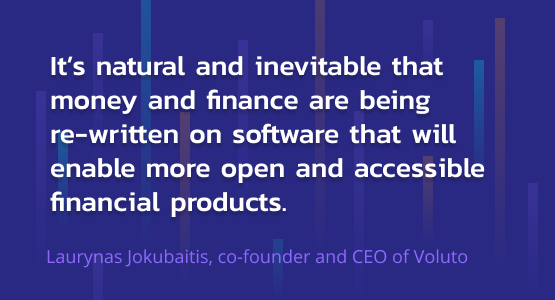 It’s natural and inevitable that
money and finance are being
re-written on software that will
enable more open and accessible
financial products.
Laurynas Jokubaitis, co-founder and CEO of Voluto